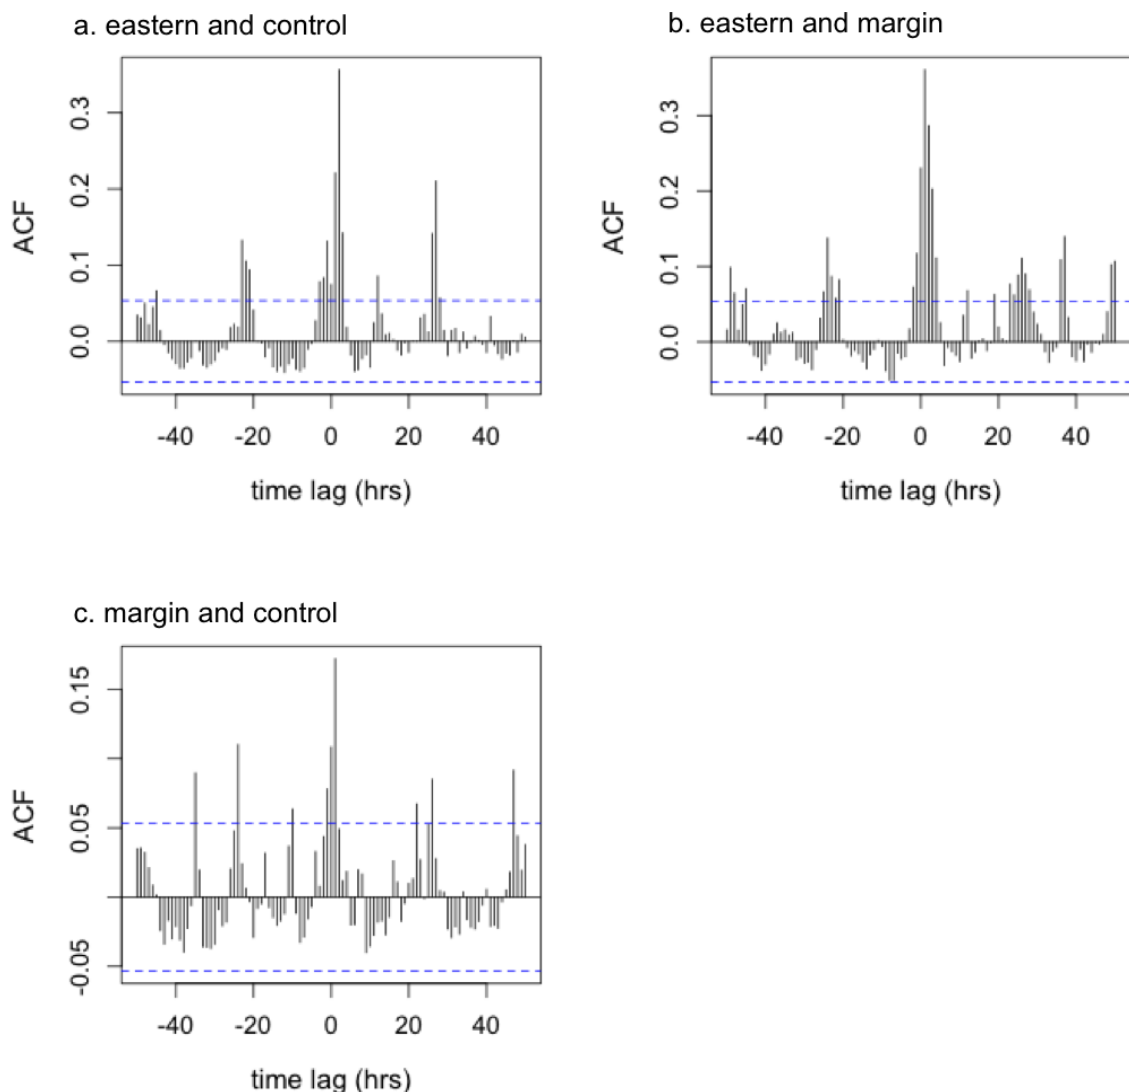 a. eastern and control
b. eastern and margin
ACF
0.0 0.1 0.2 0.3
-40 -20 0 20 40
time lag (hrs)
ACF
0.0 0.1 0.2 0.3
-40 -20 0 20 40
time lag (hrs)
c. margin and control
ACF
-0.05 0.05 0.15
-40 -20 0 20 40
time lag (hrs)